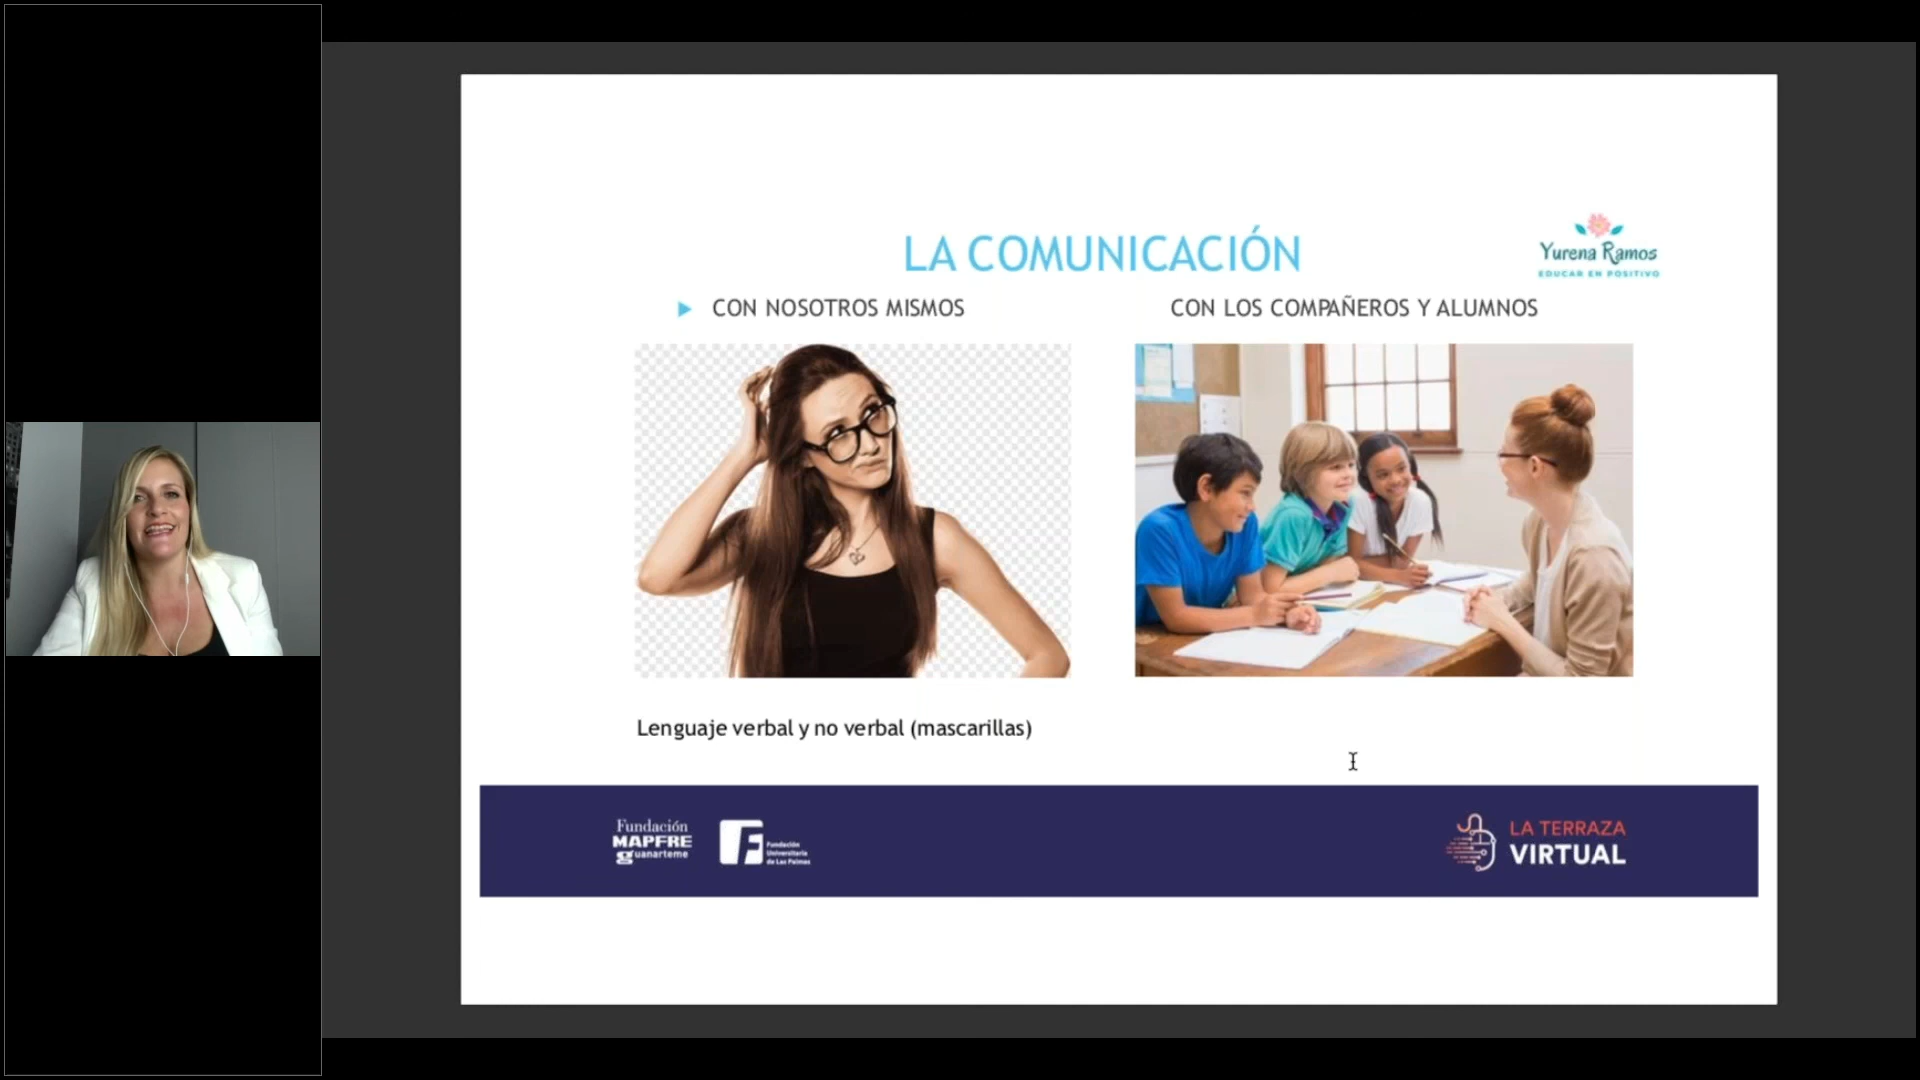 LA COMUNICACIÓN
Yurena Ramos
EDUCAR EN POSITIVO
CON NOSOTROS MISMOS
CON LOS COMPAÑEROS Y ALUMNOS
Lenguaje verbal y no verbal (mascarillas)
Fundación
MAPFRE
guanarteme
Fundación
Universitaria
de Las Palmas
LA TERRAZA
VIRTUAL